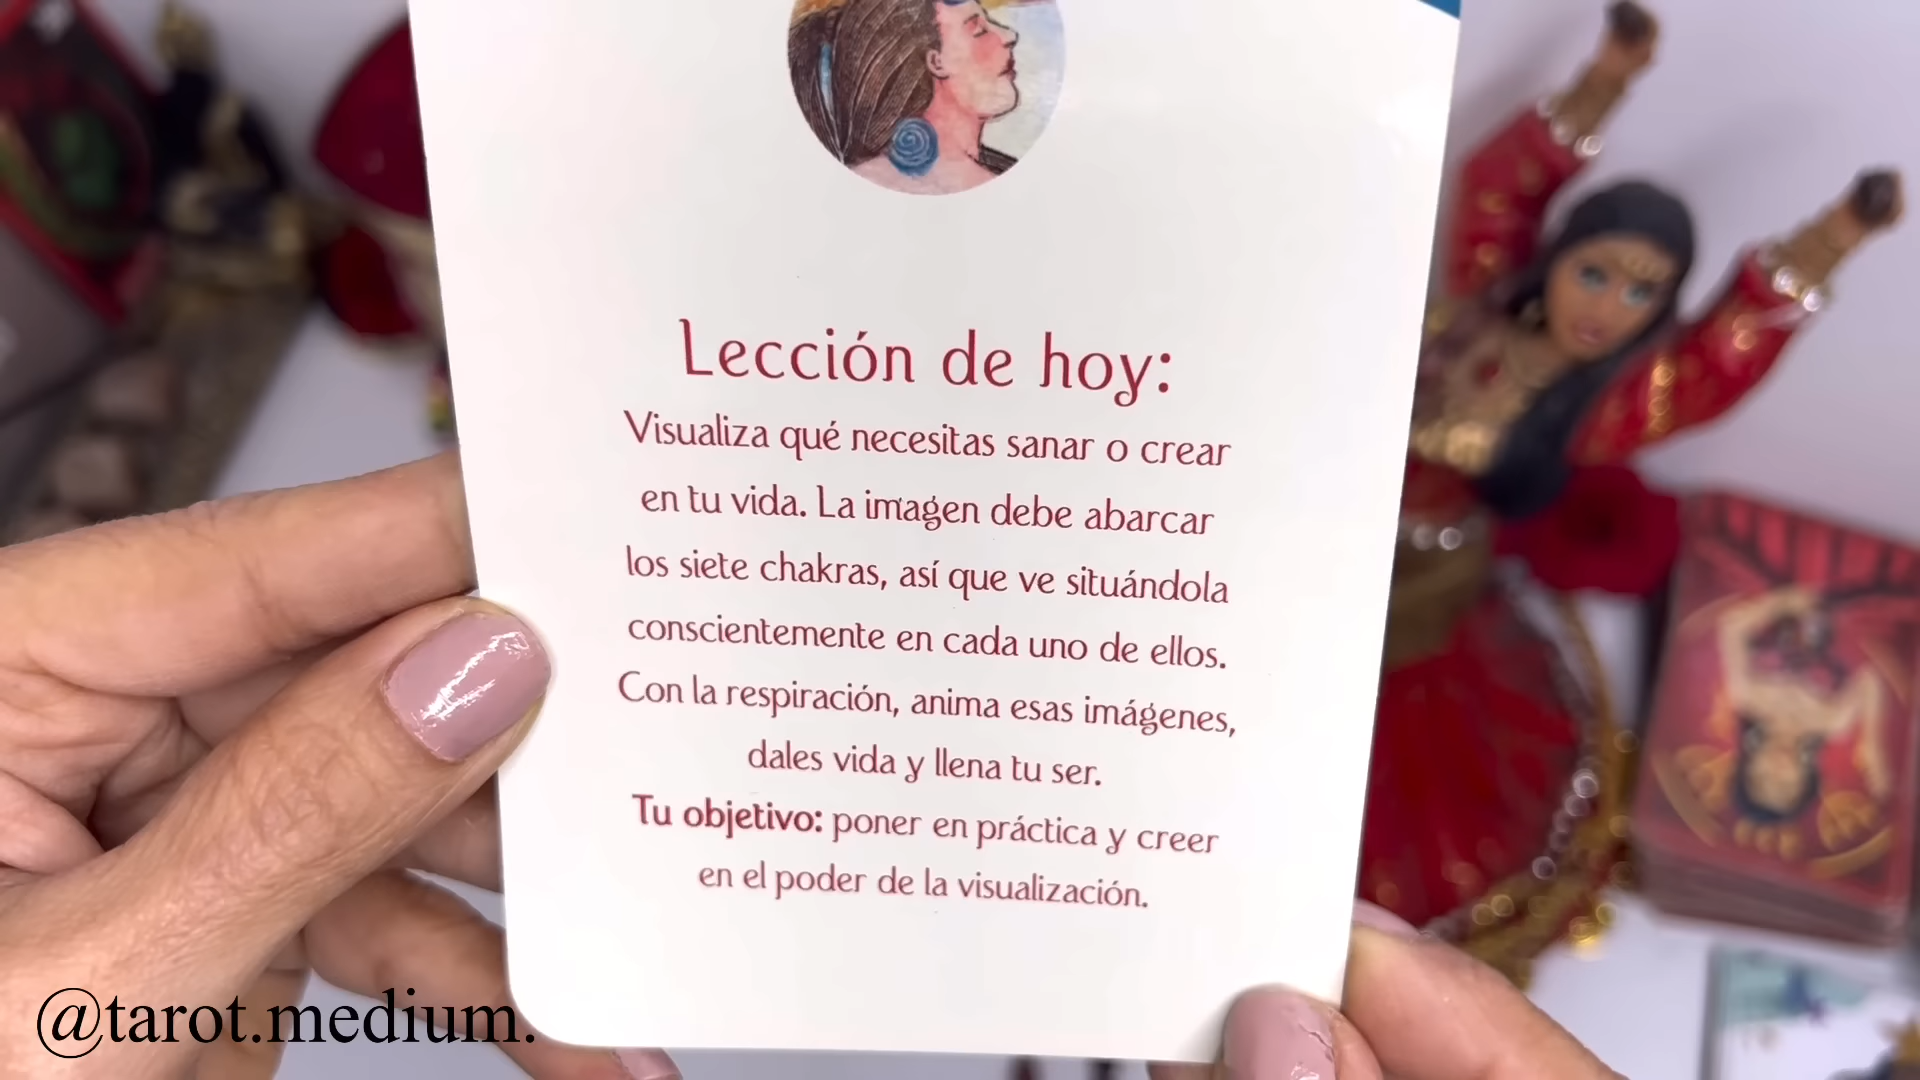 Lección de hoy:
Visualiza qué necesitas sanar o crear
en tu vida. La imagen debe abarcar
los siete chakras, así que ve situándola
conscientemente en cada uno de ellos.
Con la respiración, anima esas imágenes,
dales vida y llena tu ser.
Tu objetivo: poner en práctica y creer
en el poder de la visualización.
@tarot.medium.